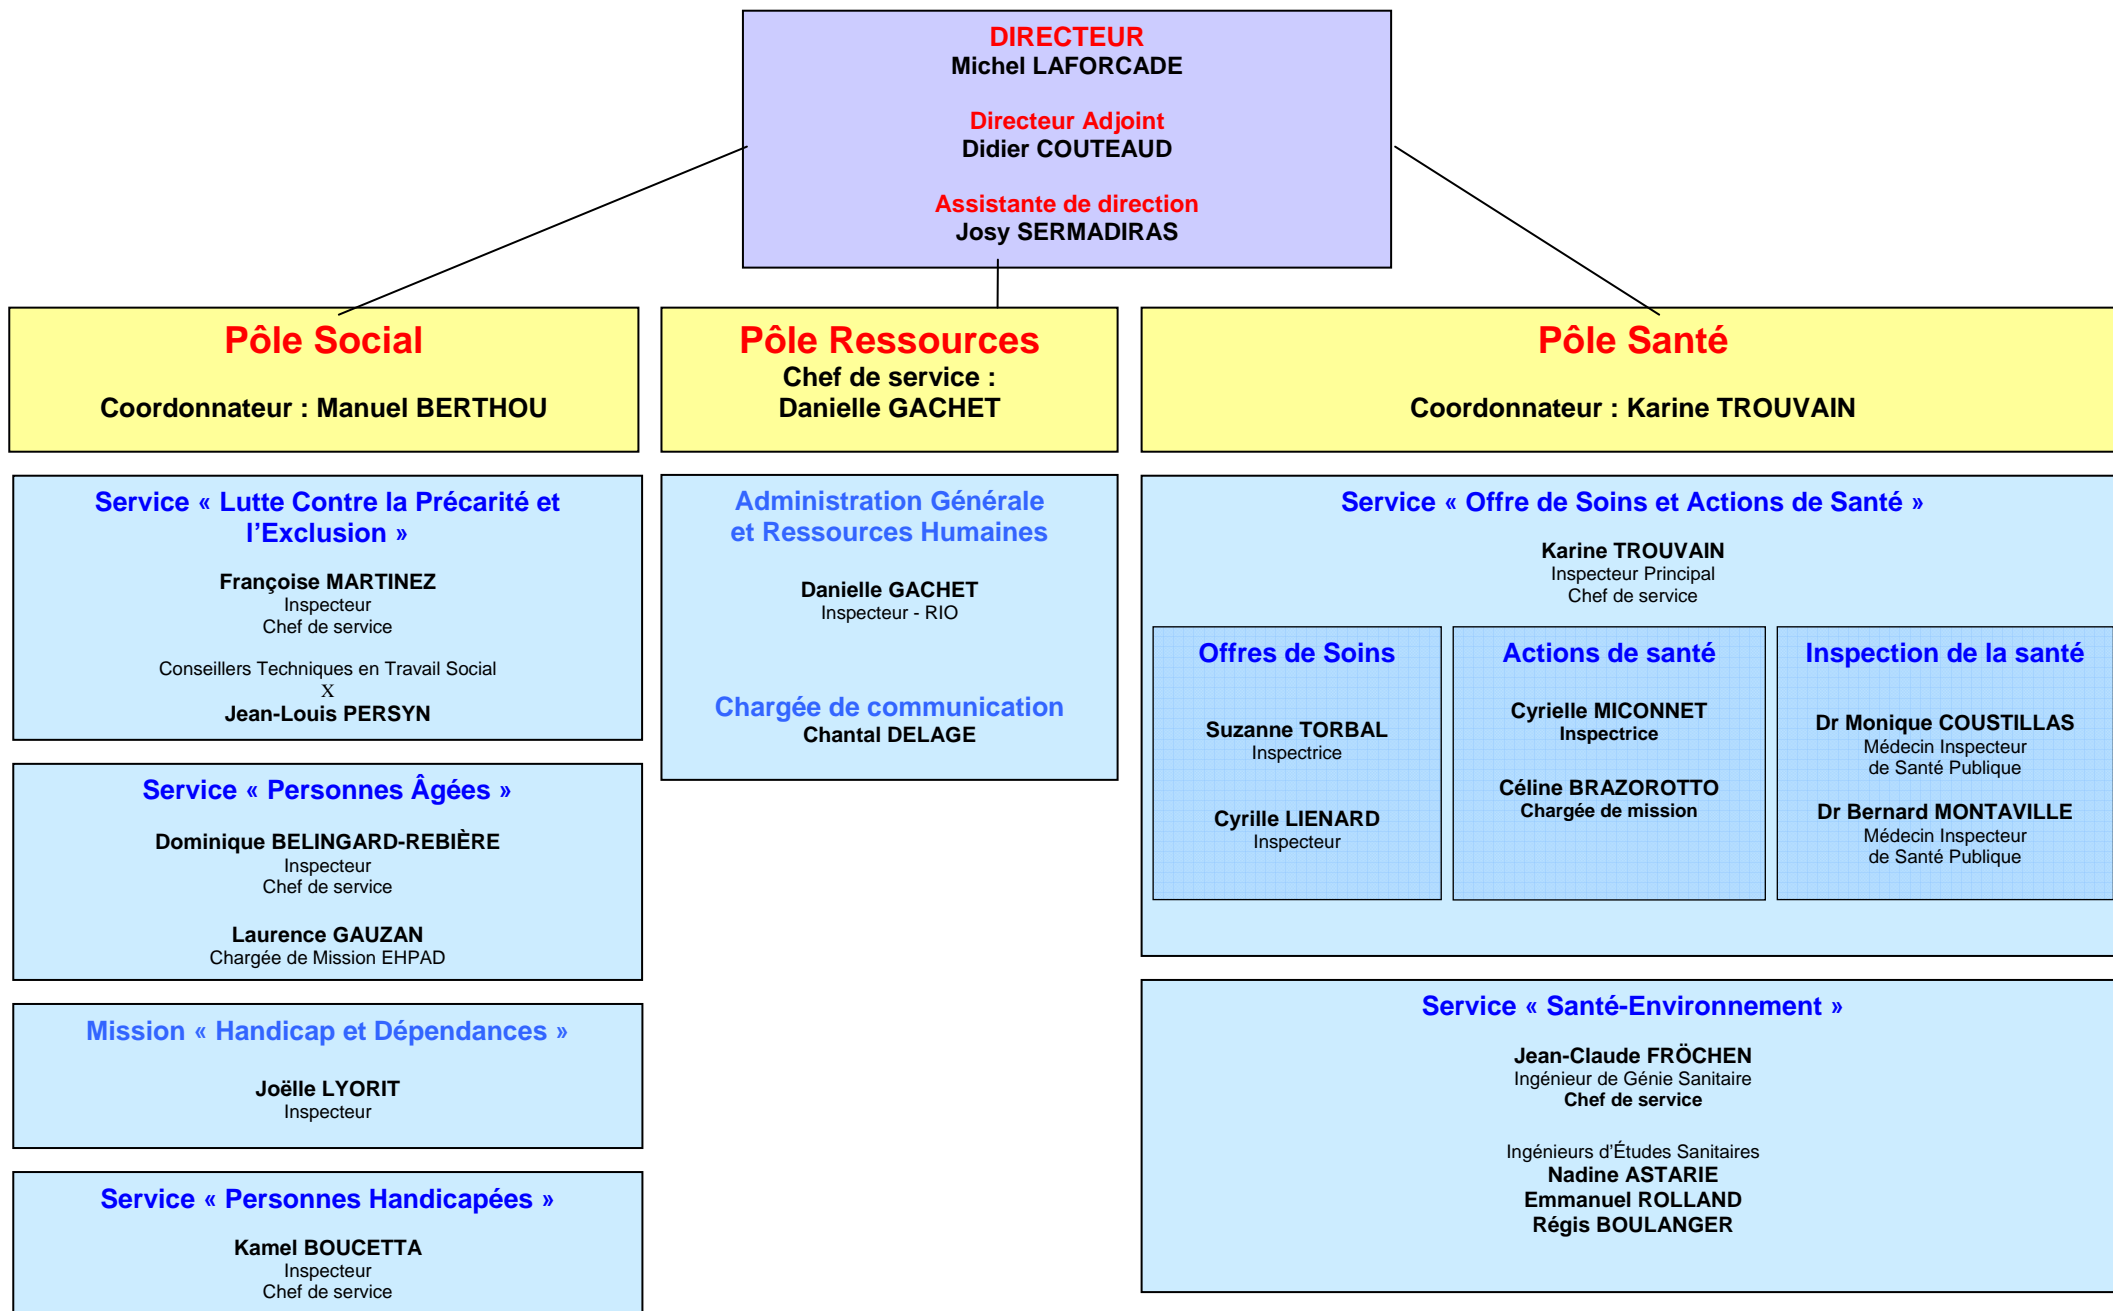 DIRECTEUR
Michel LAFORCADE
Directeur Adjoint
Didier COUTEAUD
Assistante de direction
Josy SERMADIRAS
Pôle Social
Coordonnateur : Manuel BERTHOU
Service « Lutte Contre la Précarité et
l'Exclusion »
Françoise MARTINEZ
Inspecteur
Chef de service
Conseillers Techniques en Travail Social
X
Jean-Louis PERSYN
Service « Personnes Âgées »
Dominique BELINGARD-REBIÈRE
Inspecteur
Chef de service
Laurence GAUZAN
Chargée de Mission EHPAD
Mission « Handicap et Dépendances »
Joëlle LYORIT
Inspecteur
Service « Personnes Handicapées »
Kamel BOUCETTA
Inspecteur
Chef de service
Pôle Ressources
Chef de service :
Danielle GACHET
Administration Générale
et Ressources Humaines
Danielle GACHET
Inspecteur - RIO
Chargée de communication
Chantal DELAGE
Pôle Santé
Coordonnateur : Karine TROUVAIN
Service « Offre de Soins et Actions de Santé »
Karine TROUVAIN
Inspecteur Principal
Chef de service
Offres de Soins
Suzanne TORBAL
Inspectrice
Cyrille LIENARD
Inspecteur
Actions de santé
Cyrielle MICONNET
Inspectrice
Céline BRAZOROTTO
Chargée de mission
Inspection de la santé
Dr Monique COUSTILLAS
Médecin Inspecteur
de Santé Publique
Dr Bernard MONTAVILLE
Médecin Inspecteur
de Santé Publique
Service « Santé-Environnement »
Jean-Claude FRÖCHEN
Ingénieur de Génie Sanitaire
Chef de service
Ingénieurs d'Études Sanitaires
Nadine ASTARIE
Emmanuel ROLLAND
Régis BOULANGER